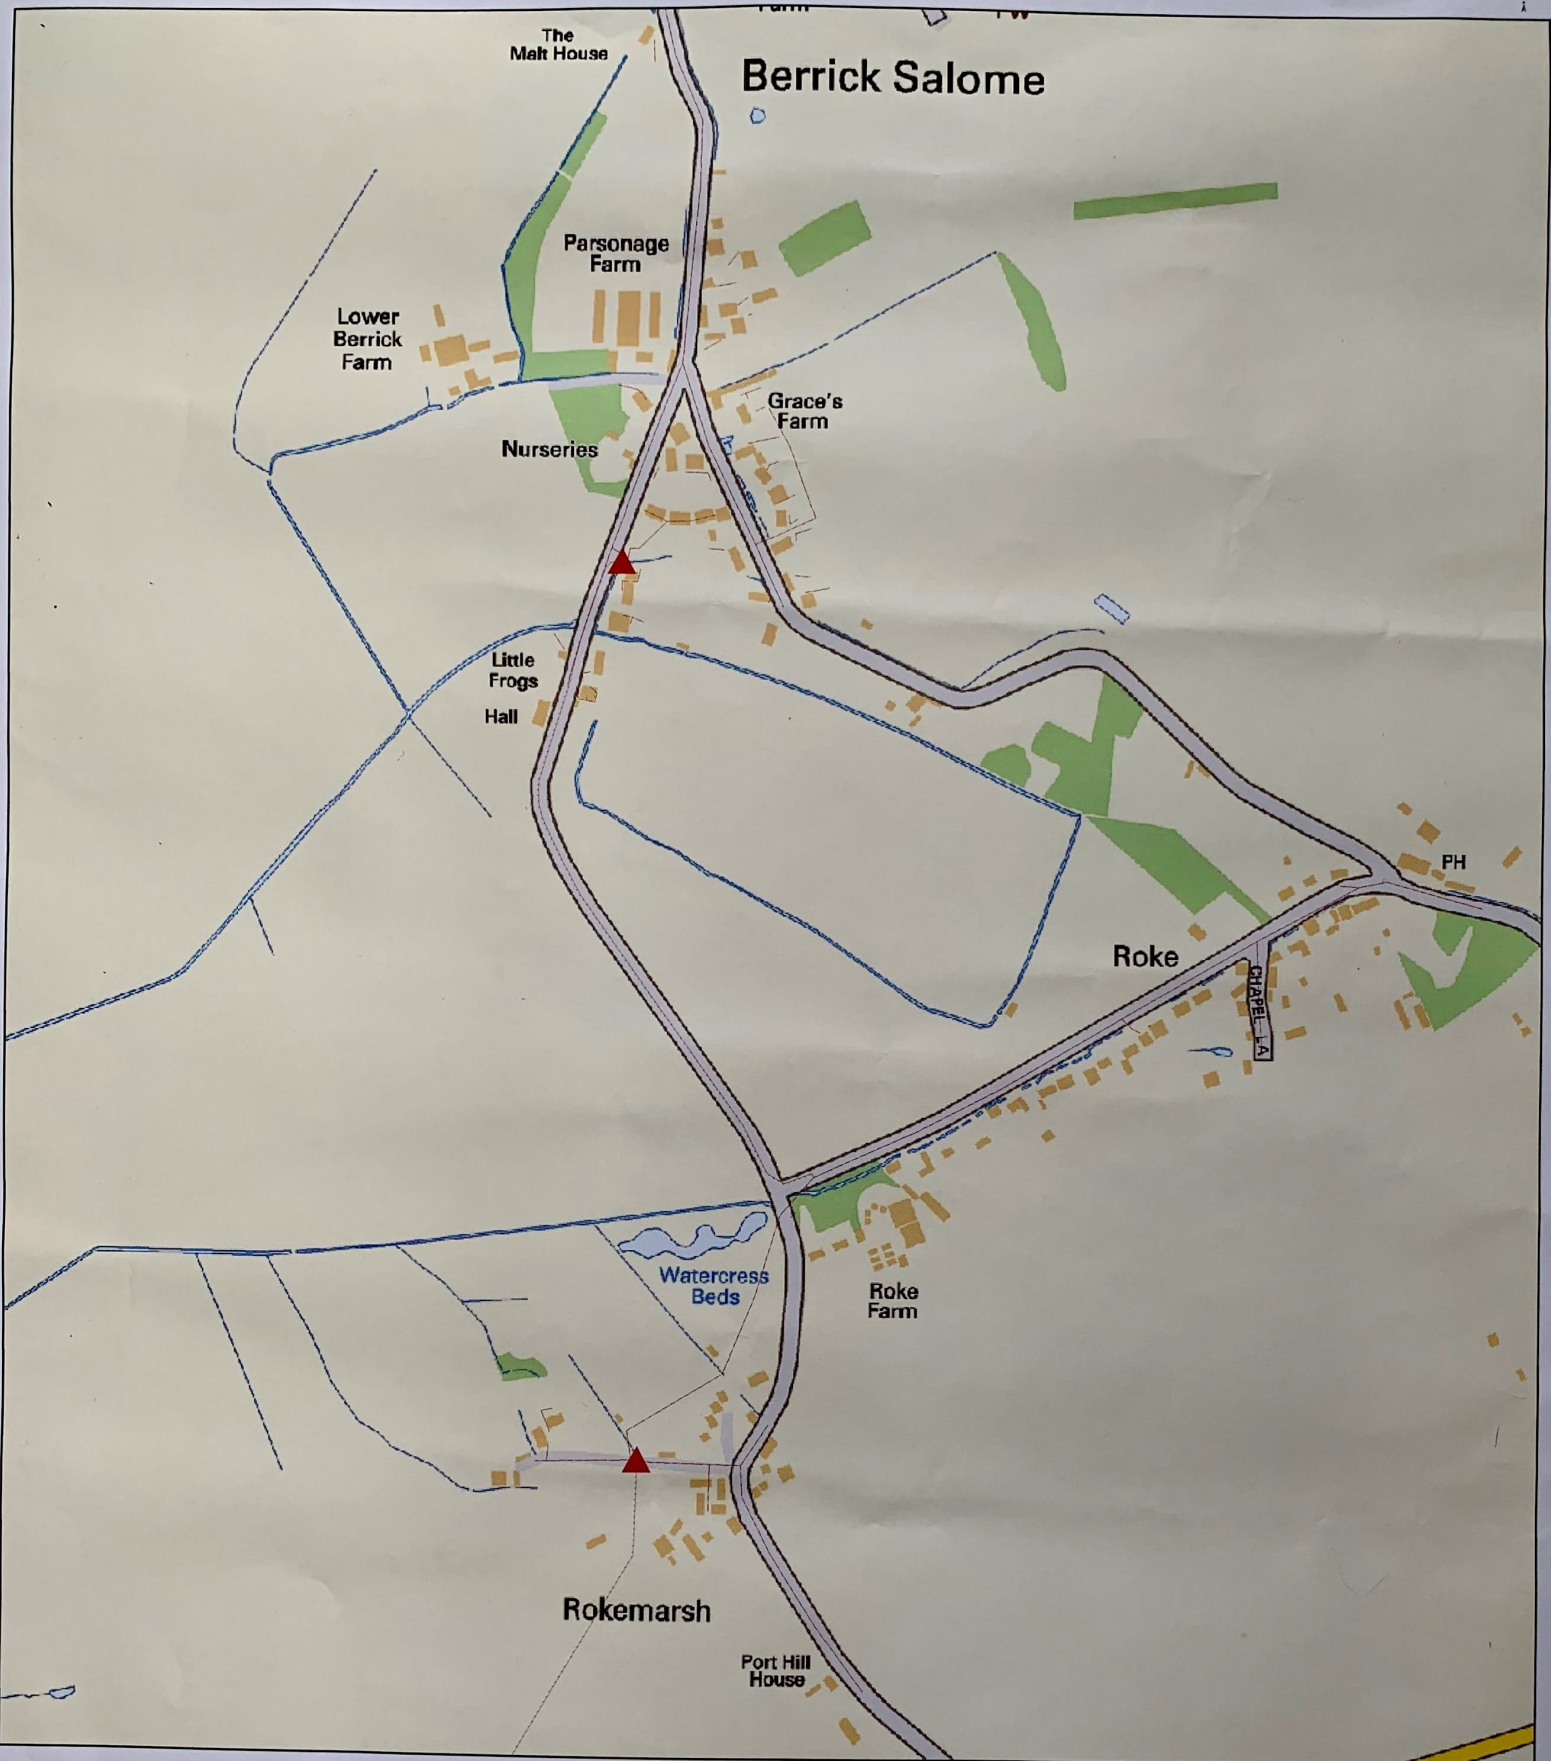 The
Malt House
Berrick Salome
Parsonage
Farm
Lower
Berrick
Farm
Grace's
Farm
Nurseries
Little
Frogs
Hall
PH
Roke
CHAPEL LA
Watercress
Beds
Roke
Farm
Rokemarsh
Port Hill
House